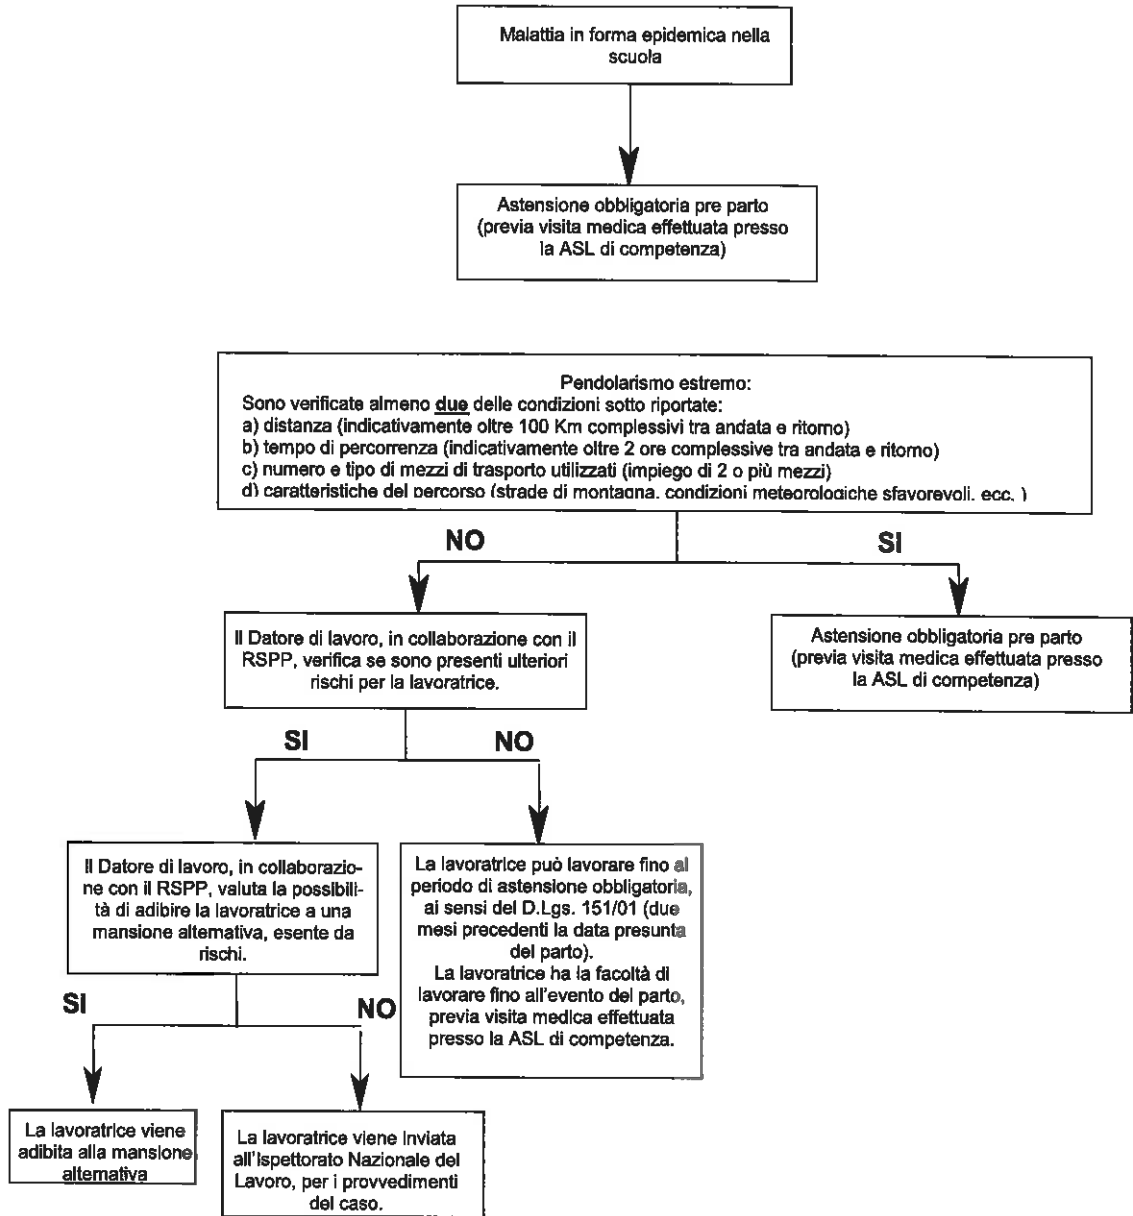 Malattia in forma epidemica nella
scuola
Astensione obbligatoria pre parto
(previa visita medica effettuata presso
la ASL di competenza)
Pendolarismo estremo:
Sono verificate almeno due delle condizioni sotto riportate:
a) distanza (indicativamente oltre 100 Km complessivi tra andata e ritorno)
b) tempo di percorrenza (indicativamente oltre 2 ore complessive tra andata e ritorno)
c) numero e tipo di mezzi di trasporto utilizzati (impiego di 2 o più mezzi)
d) caratteristiche del percorso (strade di montagna, condizioni meteorologiche sfavorevoli, ecc. )
NO
SI
Il Datore di lavoro, in collaborazione con il
RSPP, verifica se sono presenti ulteriori
rischi per la lavoratrice.
Astensione obbligatoria pre parto
(previa visita medica effettuata presso
la ASL di competenza)
SI
NO
Il Datore di lavoro, in collaborazio-
ne con il RSPP, valuta la possibili-
tà di adibire la lavoratrice a una
mansione alternativa, esente da
rischi.
La lavoratrice può lavorare fino al
periodo di astensione obbligatoria,
ai sensi del D.Lgs. 151/01 (due
mesi precedenti la data presunta
del parto).
La lavoratrice ha la facoltà di
lavorare fino all'evento del parto,
previa visita medica effettuata
presso la ASL di competenza.
SI
NO
La lavoratrice viene
adibita alla mansione
alternativa
La lavoratrice viene inviata
all'Ispettorato Nazionale del
Lavoro, per i provvedimenti
del caso.